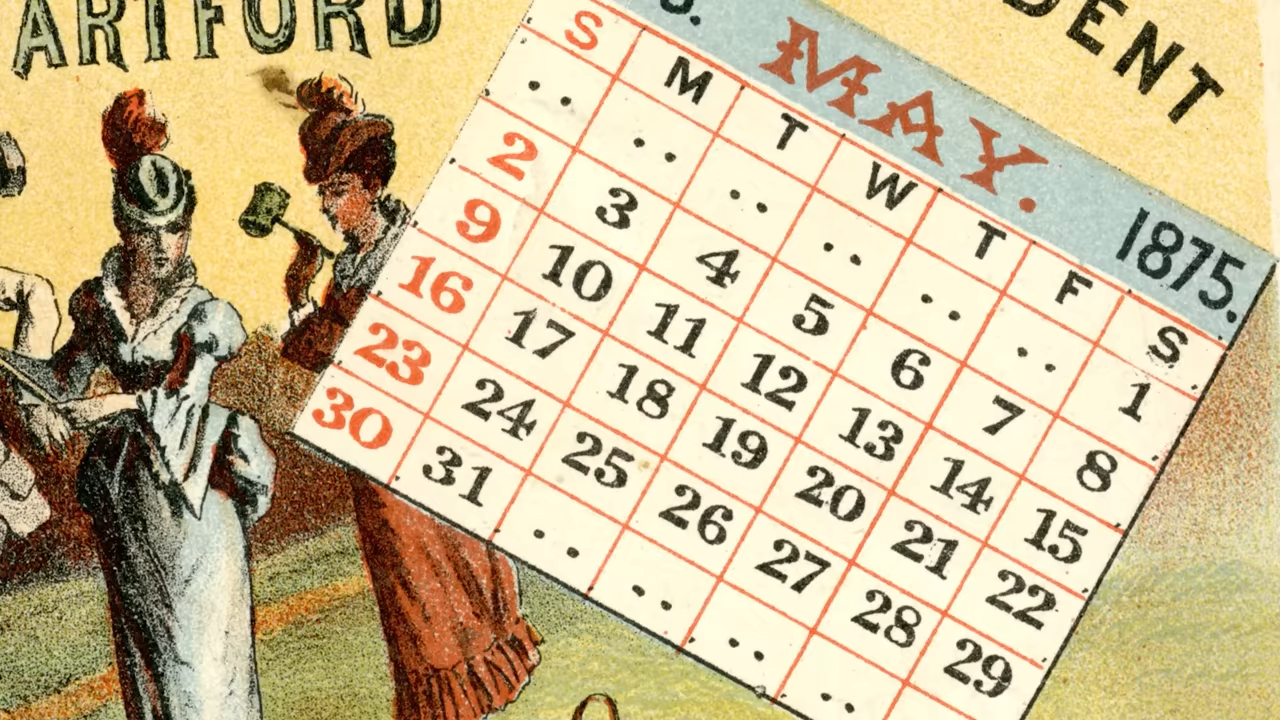 ARTFORD
DENT
MAY.
1875.
S M T W T F S
.. .. .. .. .. .. 1
2 3 4 5 6 7 8
9 10 11 12 13 14 15
16 17 18 19 20 21 22
23 24 25 26 27 28 29
30 31 .. .. .. ..